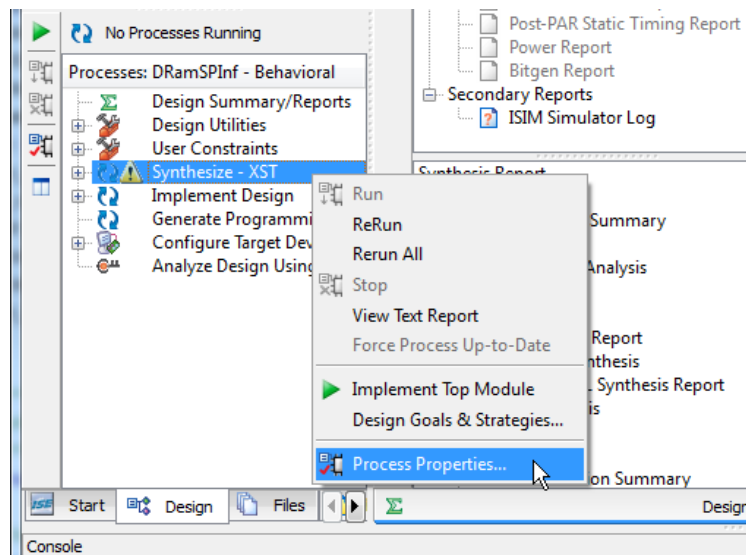 No Processes Running
Processes: DRamSPInf - Behavioral
Design Summary/Reports
Design Utilities
User Constraints
Synthesize - XST
Implement Design
Generate Programmi
Configure Target Dev
Analyze Design Using
Run
ReRun
Rerun All
Stop
View Text Report
Force Process Up-to-Date
Implement Top Module
Design Goals & Strategies...
Process Properties...
Post-PAR Static Timing Report
Power Report
Bitgen Report
Secondary Reports
ISIM Simulator Log
Synthesis Report
Summary
Analysis
Report
nthesis
Synthesis Report
is
on Summary
ISE
Start
Design
Files
Design
Console